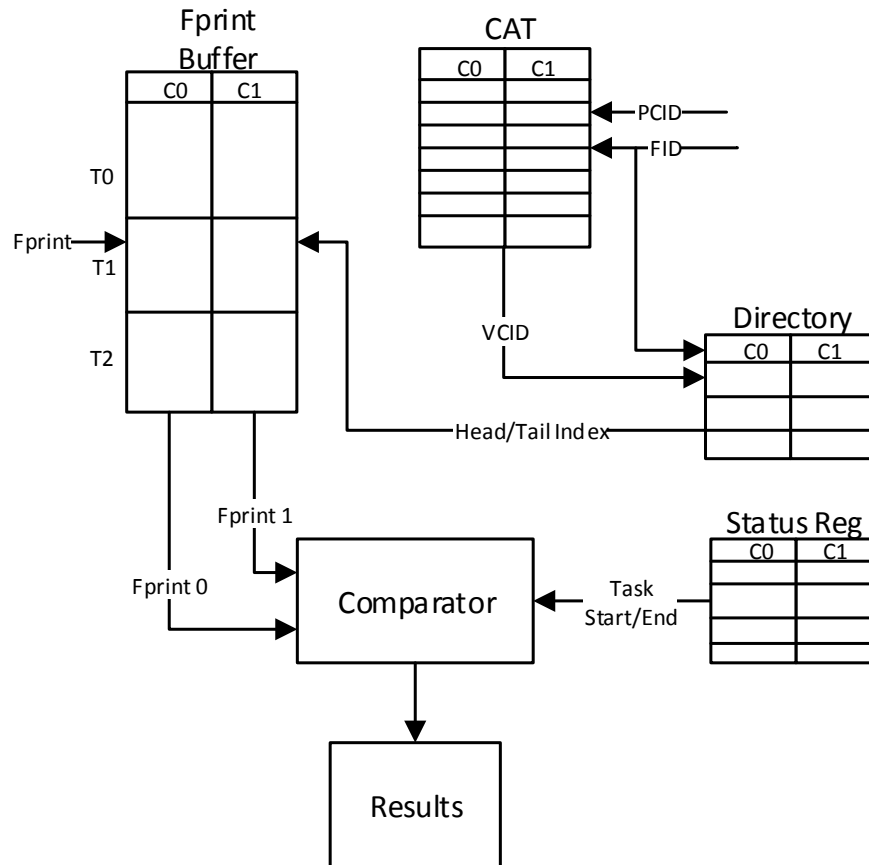 Fprint
Buffer
C0
C1
T0
T1
T2
Fprint
CAT
C0
C1
PCID
FID
VCID
Directory
C0
C1
Head/Tail Index
Fprint 1
Fprint 0
Comparator
Task
Start/End
Status Reg
C0
C1
Results